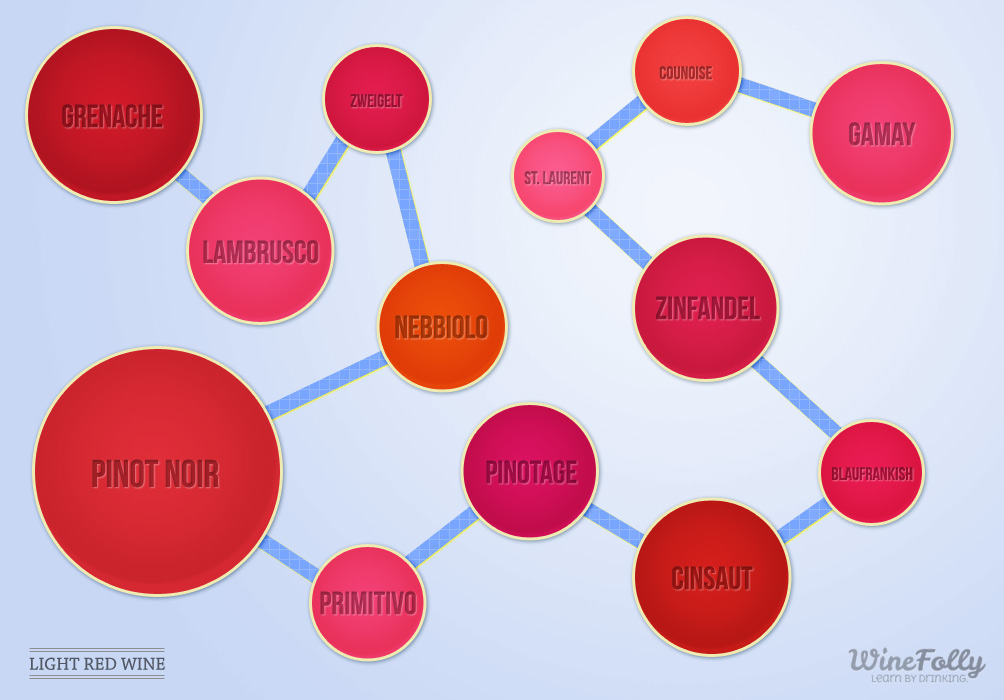 GRENACHE
ZWEIGELT
COUNOISE
GAMAY
ST. LAURENT
LAMBRUSCO
ZINFANDEL
NEBBIOLO
PINOT NOIR
PINOTAGE
BLAUFRANKISH
CINSAUT
PRIMITIVO
LIGHT RED WINE
WineFolly
LEARN BY DRINKING.